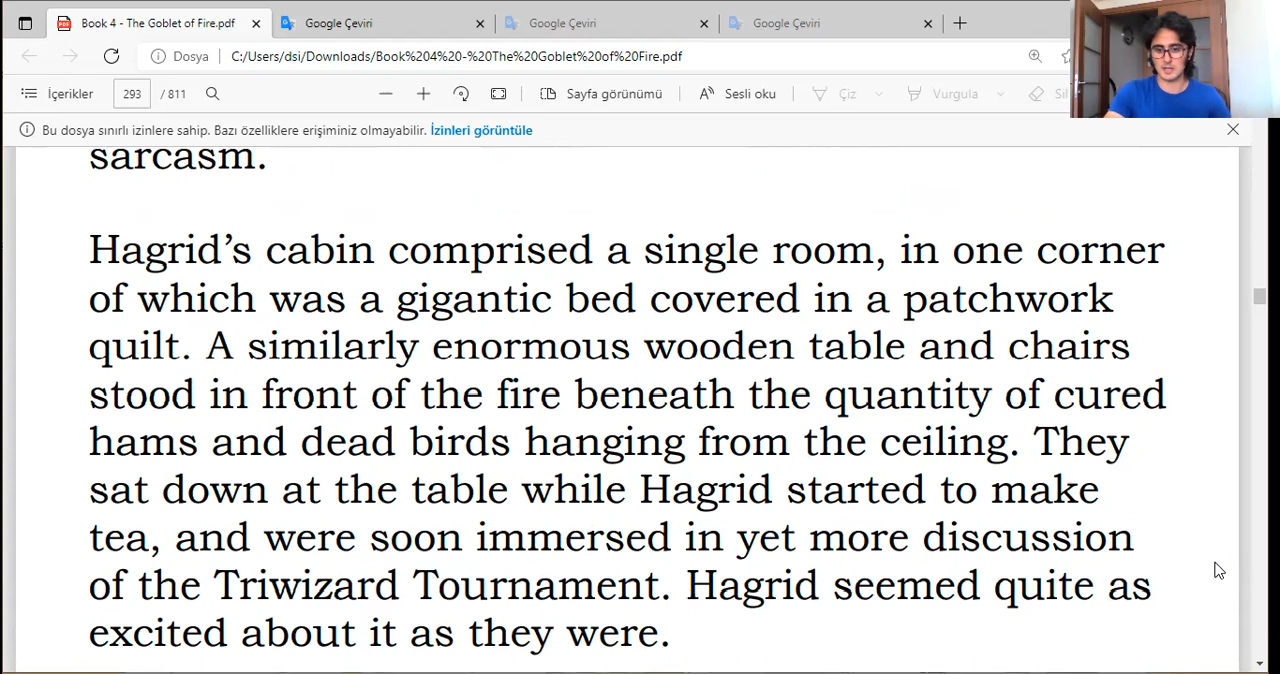 Book 4 - The Goblet of Fire.pdf
Google Çeviri
Google Çeviri
Google Çeviri
Dosya
C:/Users/dsi/Downloads/Book%204%20-%20The%20Goblet%20of%20Fire.pdf
İçerikler
293
/ 811
Sayfa görünümü
Sesli oku
Çiz
Vurgula
Bu dosya sınırlı izinlere sahip. Bazı özelliklere erişiminiz olmayabilir. İzinleri görüntüle
sarcasm.
Hagrid’s cabin comprised a single room, in one corner
of which was a gigantic bed covered in a patchwork
quilt. A similarly enormous wooden table and chairs
stood in front of the fire beneath the quantity of cured
hams and dead birds hanging from the ceiling. They
sat down at the table while Hagrid started to make
tea, and were soon immersed in yet more discussion
of the Triwizard Tournament. Hagrid seemed quite as
excited about it as they were.